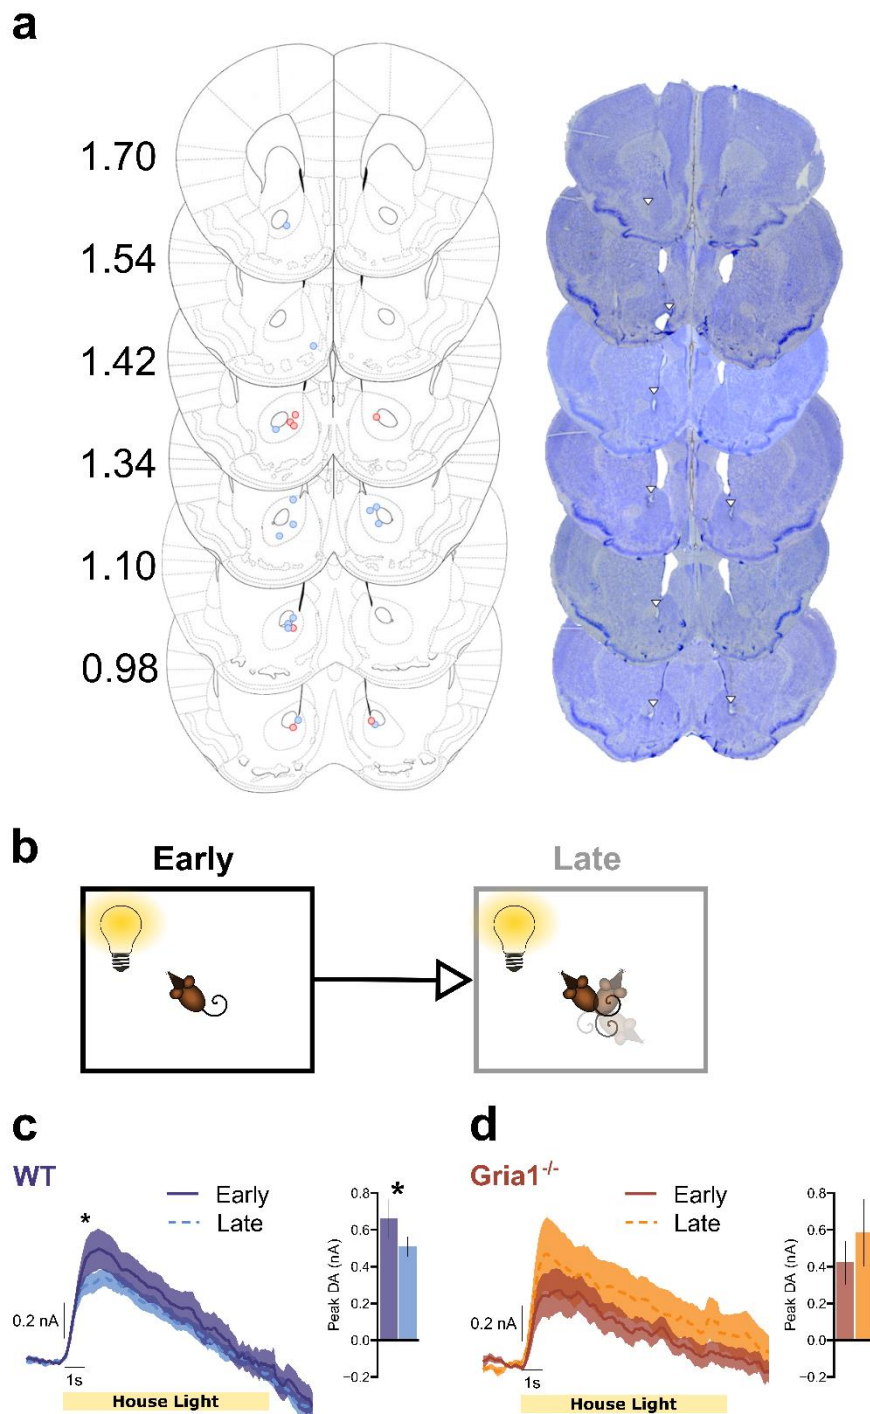 a
1.70
1.54
1.42
1.34
1.10
0.98
b
Early
Late
c
WT
Early
Late
*
0.2 nA
1s
House Light
Peak DA (nA)
*
0.8
0.6
0.4
0.2
0.0
−0.2
d
Gria1-/-
Early
Late
0.2 nA
1s
House Light
Peak DA (nA)
0.8
0.6
0.4
0.2
0.0
−0.2